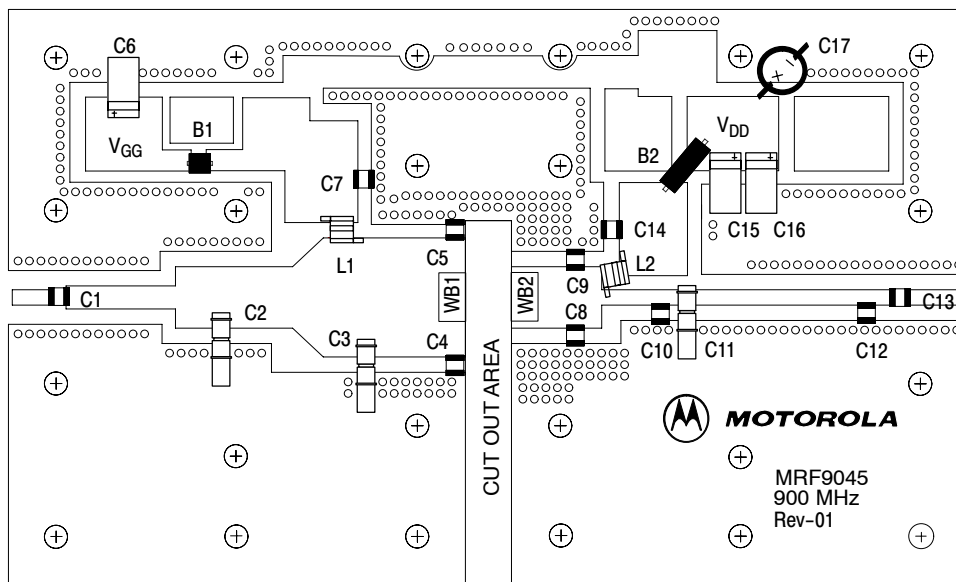 C6
C17
B1
VGG
VDD
B2
C7
C14
C15
C16
C5
L1
L2
C9
WB1
WB2
C1
C2
C3
C4
C8
C10
C11
C12
C13
CUT OUT AREA
MOTOROLA
MRF9045
900 MHz
Rev-01